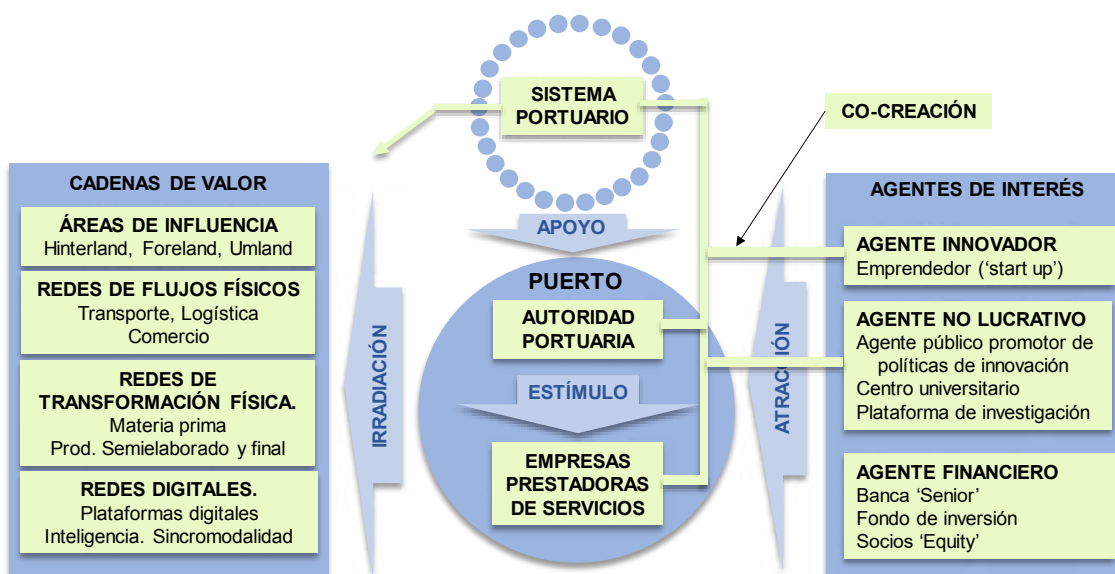 SISTEMA
PORTUARIO
CO-CREACIÓN
CADENAS DE VALOR
ÁREAS DE INFLUENCIA
Hinterland, Foreland, Umland
REDES DE FLUJOS FÍSICOS
Transporte, Logística
Comercio
REDES DE
TRANSFORMACIÓN FÍSICA.
Materia prima
Prod. Semielaborado y final
REDES DIGITALES.
Plataformas digitales
Inteligencia. Sincromodalidad
IRRADIACIÓN
APOYO
PUERTO
AUTORIDAD
PORTUARIA
ESTÍMULO
EMPRESAS
PRESTADORAS
DE SERVICIOS
ATRACCIÓN
AGENTES DE INTERÉS
AGENTE INNOVADOR
Emprendedor (‘start up’)
AGENTE NO LUCRATIVO
Agente público promotor de
políticas de innovación
Centro universitario
Plataforma de investigación
AGENTE FINANCIERO
Banca ‘Senior’
Fondo de inversión
Socios ‘Equity’